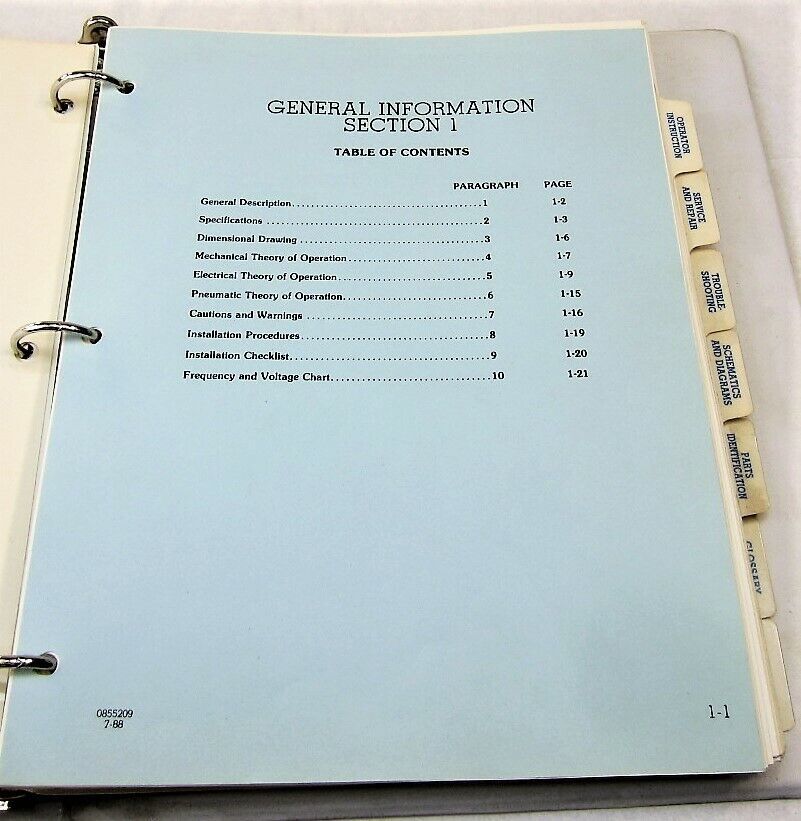 GENERAL INFORMATION
SECTION 1
TABLE OF CONTENTS
PARAGRAPH PAGE
General Description 1 1-2
Specifications 2 1-3
Dimensional Drawing 3 1-6
Mechanical Theory of Operation 4 1-7
Electrical Theory of Operation 5 1-9
Pneumatic Theory of Operation 6 1-15
Cautions and Warnings 7 1-16
Installation Procedures 8 1-19
Installation Checklist 9 1-20
Frequency and Voltage Chart 10 1-21
0855209
7-88
1-1
OPERATOR
INSTRUCTION
SERVICE
AND REPAIR
TROUBLE-
SHOOTING
SCHEMATICS
AND DIAGRAMS
PARTS
IDENTIFICATION
GLOSSARY